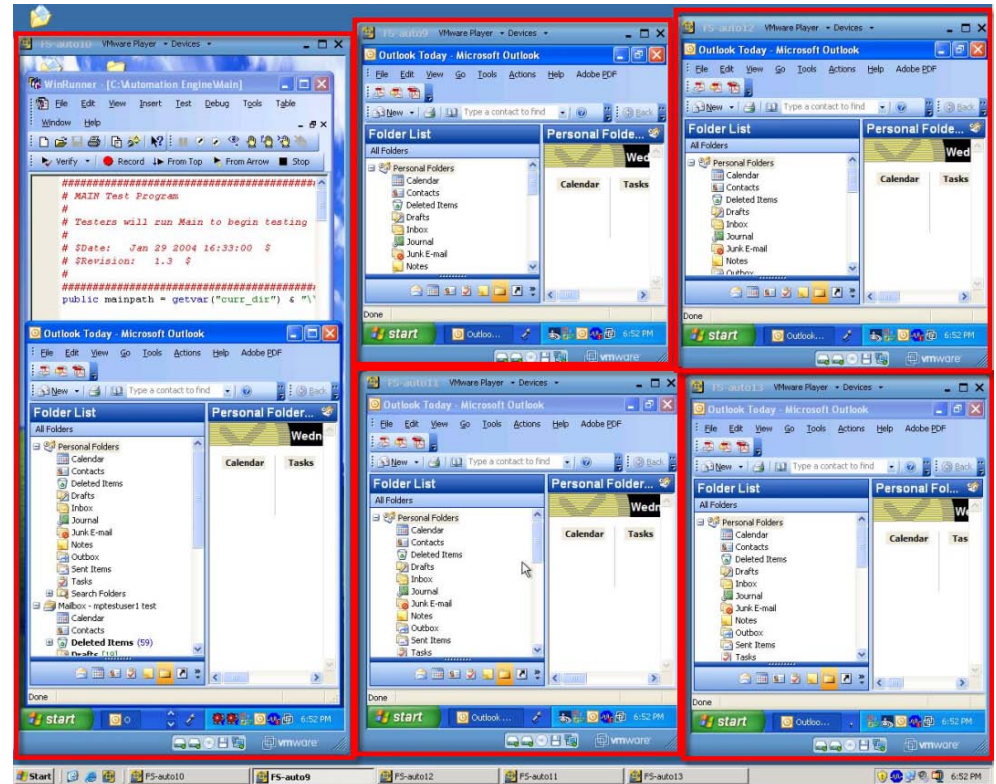 FS-auto10 VMware Player • Devices •
WinRunner - [C:\Automation Engine\Main]
File Edit View Insert Test Debug Tools Table
Window Help
Verify Record From Top From Arrow Stop
# MAIN Test Program
#
# Testers will run Main to begin testing
#
# $Date: Jan 29 2004 16:33:00 $
# $Revision: 1.3 $
#
public mainpath = getvar("curr_dir") & "\
Outlook Today - Microsoft Outlook
File Edit View Go Tools Actions Help Adobe PDF
New Type a contact to find Back
Folder List Personal Folder...
All Folders
Wedn
Personal Folders
Calendar Tasks
Calendar
Contacts
Deleted Items
Drafts
Inbox
Journal
Junk E-mail
Notes
Outbox
Sent Items
Tasks
Search Folders
Mailbox - mptestuser1 test
Calendar
Contacts
Deleted Items (59)
Drafts [19]
Done
start O 6:52 PM
vmware
FS-auto9 VMware Player • Devices •
Outlook Today - Microsoft Outlook
File Edit View Go Tools Actions Help Adobe PDF
New Type a contact to find Back
Folder List Personal Folde...
All Folders
Wed
Personal Folders
Calendar Tasks
Calendar
Contacts
Deleted Items
Drafts
Inbox
Journal
Junk E-mail
Notes
Done
start Outloo... 6:52 PM
vmware
FS-auto12 VMware Player • Devices •
Outlook Today - Microsoft Outlook
File Edit View Go Tools Actions Help Adobe PDF
New Type a contact to find Back
Folder List Personal Folde...
All Folders
Wed
Personal Folders
Calendar Tasks
Calendar
Contacts
Deleted Items
Drafts
Inbox
Journal
Junk E-mail
Notes
Outbox
Done
start Outlook... 6:52 PM
vmware
FS-auto11 VMware Player • Devices •
Outlook Today - Microsoft Outlook
File Edit View Go Tools Actions Help Adobe PDF
New Type a contact to find Back
Folder List Personal Folder...
All Folders
Wedn
Personal Folders
Calendar Tasks
Calendar
Contacts
Deleted Items
Drafts
Inbox
Journal
Junk E-mail
Notes
Outbox
Sent Items
Tasks
Done
start Outlook ... 6:52 PM
vmware
FS-auto13 VMware Player • Devices •
Outlook Today - Microsoft Outlook
File Edit View Go Tools Actions Help Adobe PDF
New Type a contact to find Back
Folder List Personal Fol...
All Folders
We
Personal Folders
Calendar Tas
Calendar
Contacts
Deleted Items
Drafts
Inbox
Journal
Junk E-mail
Notes
Outbox
Sent Items
Tasks
Done
start Outloo... 6:52 PM
vmware
Start FS-auto10 FS-auto9 FS-auto12 FS-auto11 FS-auto13 6:52 PM